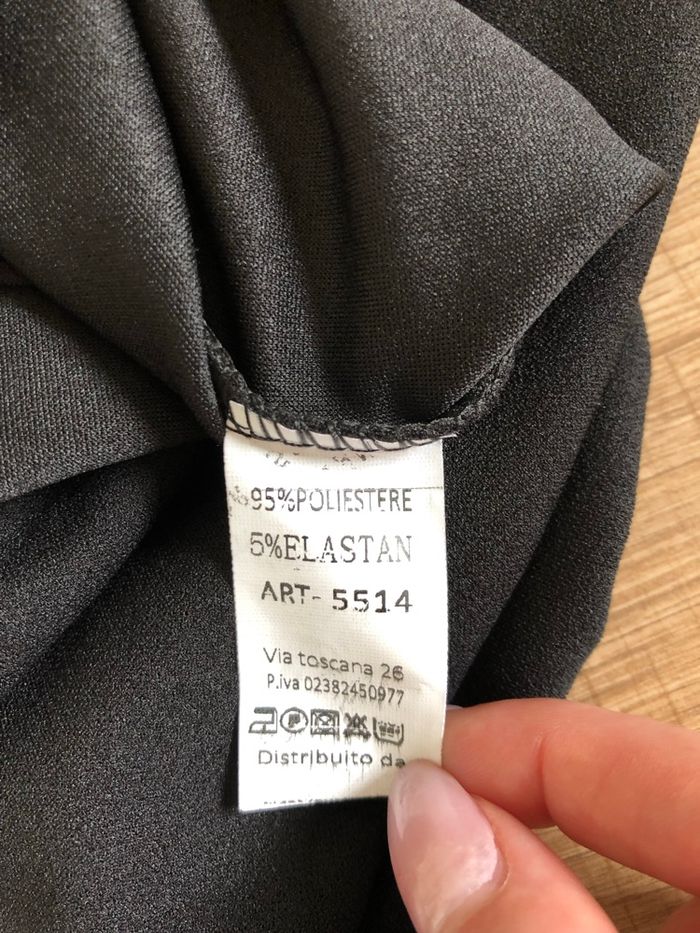 95%POLIESTERE
5%ELASTAN
ART-5514
Via toscana 26
P.iva 02382450977
Distribuito da